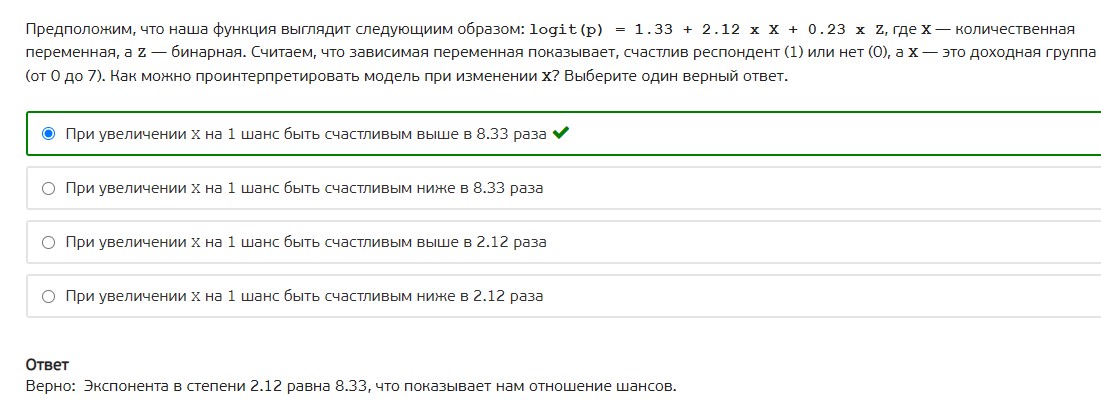 Предположим, что наша функция выглядит следующиим образом: logit(p) = 1.33 + 2.12 x X + 0.23 x Z, где X — количественная
переменная, а Z — бинарная. Считаем, что зависимая переменная показывает, счастлив респондент (1) или нет (0), а X — это доходная группа
(от 0 до 7). Как можно проинтерпретировать модель при изменении X? Выберите один верный ответ.
При увеличении X на 1 шанс быть счастливым выше в 8.33 раза
При увеличении X на 1 шанс быть счастливым ниже в 8.33 раза
При увеличении X на 1 шанс быть счастливым выше в 2.12 раза
При увеличении X на 1 шанс быть счастливым ниже в 2.12 раза
Ответ
Верно: Экспонента в степени 2.12 равна 8.33, что показывает нам отношение шансов.